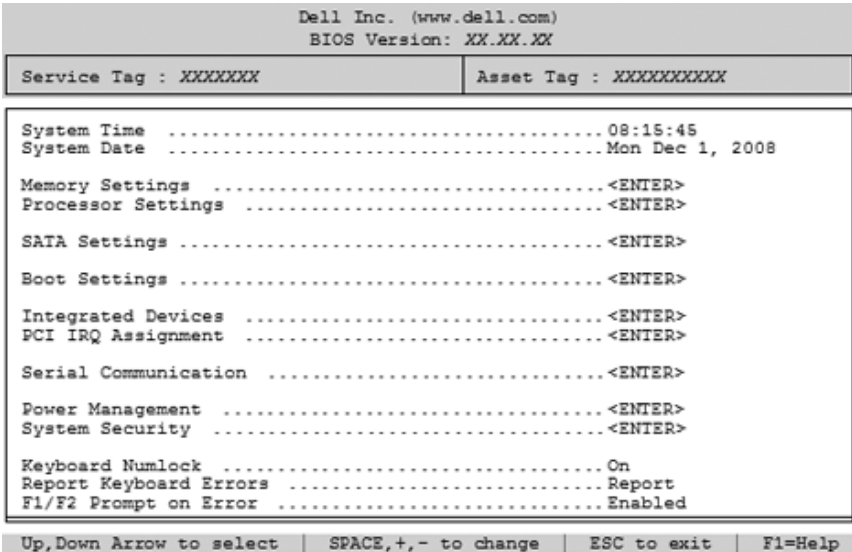 Dell Inc. (www.dell.com)
BIOS Version: XX.XX.XX
Service Tag : XXXXXXX Asset Tag : XXXXXXXXXX
System Time ........................................ 08:15:45
System Date ........................................ Mon Dec 1, 2008
Memory Settings .................................... <ENTER>
Processor Settings ................................. <ENTER>
SATA Settings ....................................... <ENTER>
Boot Settings ....................................... <ENTER>
Integrated Devices ................................. <ENTER>
PCI IRQ Assignment ................................. <ENTER>
Serial Communication ............................... <ENTER>
Power Management ................................... <ENTER>
System Security .................................... <ENTER>
Keyboard Numlock ................................... On
Report Keyboard Errors ............................. Report
F1/F2 Prompt on Error .............................. Enabled
Up,Down Arrow to select | SPACE,+,- to change | ESC to exit | F1=Help